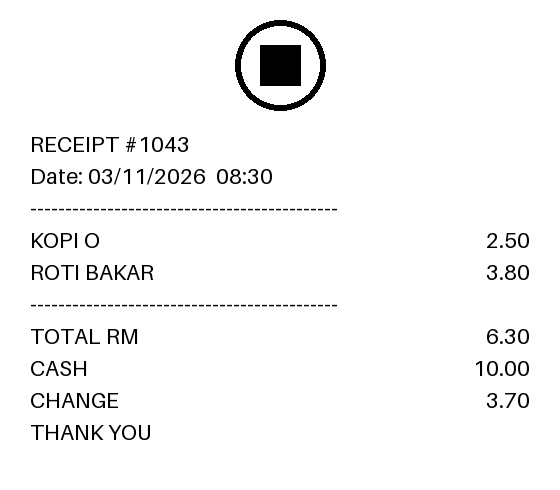 RECEIPT #1043
Date: 03/11/2026  08:30
--------------------------------------------
KOPI O 2.50
ROTI BAKAR 3.80
--------------------------------------------
TOTAL RM 6.30
CASH 10.00
CHANGE 3.70
THANK YOU